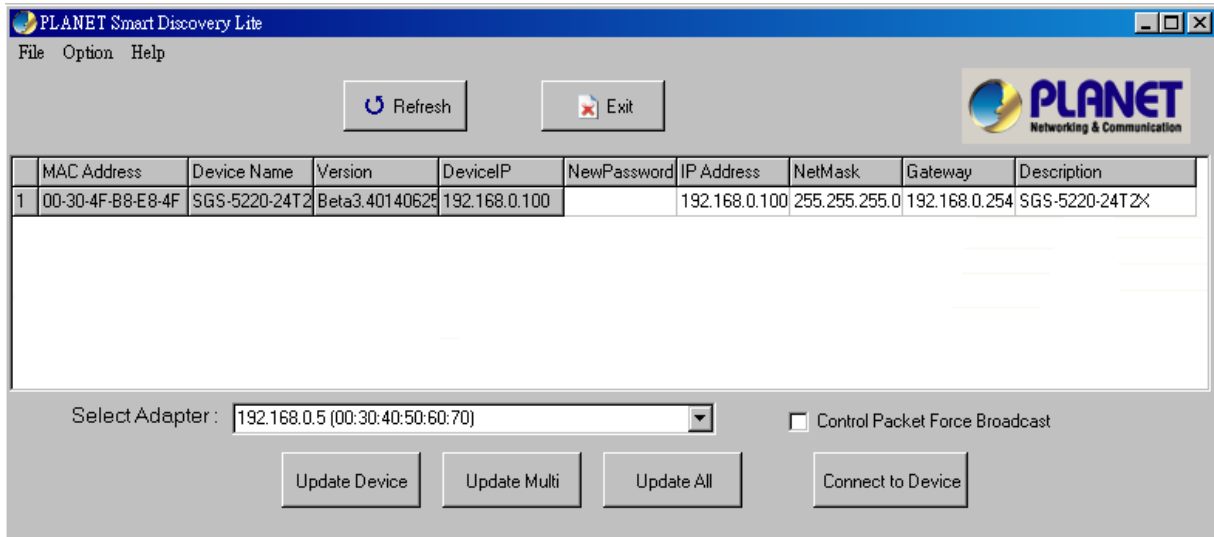 PLANET Smart Discovery Lite
File Option Help
Refresh Exit
PLANET
Networking & Communication
MAC Address Device Name Version DeviceIP NewPassword IP Address NetMask Gateway Description
1 00-30-4F-B8-E8-4F SGS-5220-24T2 Beta3.40140625 192.168.0.100 192.168.0.100 255.255.255.0 192.168.0.254 SGS-5220-24T2X
Select Adapter : 192.168.0.5 (00:30:40:50:60:70) Control Packet Force Broadcast
Update Device Update Multi Update All Connect to Device